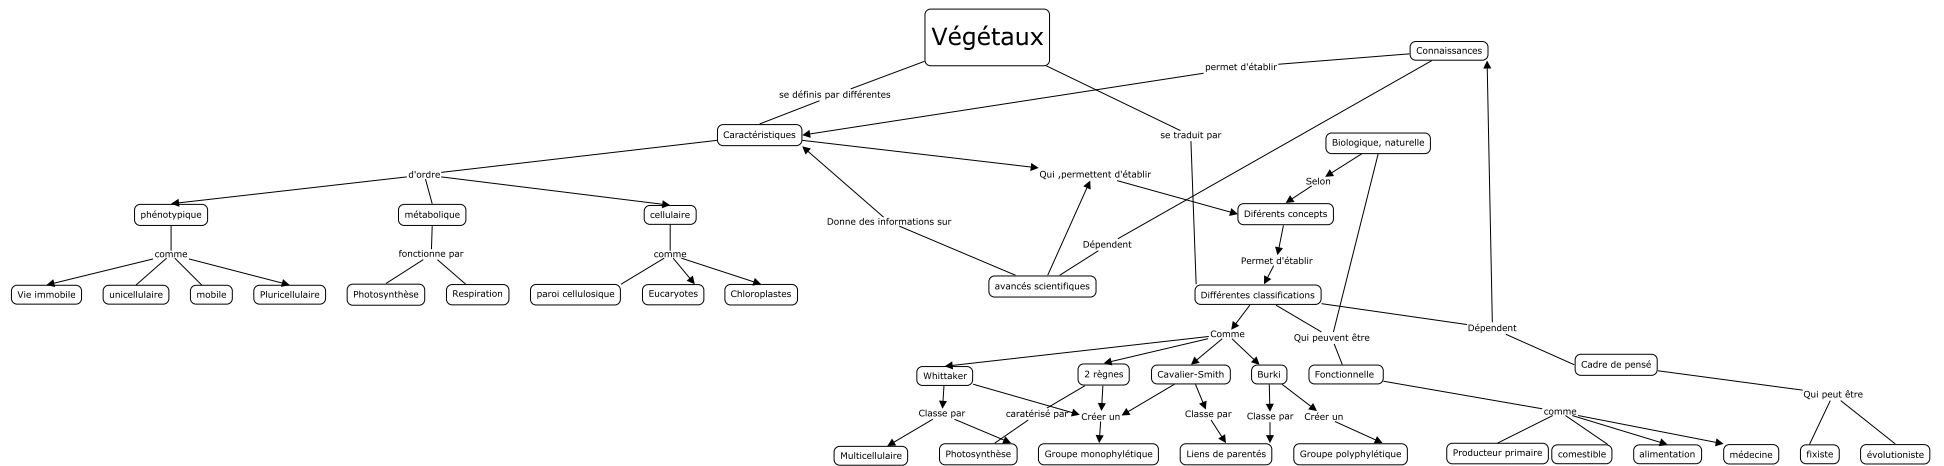 Végétaux
Connaissances
permet d'établir
se définis par différentes
Caractéristiques
se traduit par
Biologique, naturelle
d'ordre
Qui ,permettent d'établir
Selon
phénotypique
métabolique
cellulaire
Donne des informations sur
Diférents concepts
Dépendent
comme
fonctionne par
comme
Permet d'établir
Vie immobile
unicellulaire
mobile
Pluricellulaire
Photosynthèse
Respiration
paroi cellulosique
Eucaryotes
Chloroplastes
avancés scientifiques
Différentes classifications
Comme
Qui peuvent être
Dépendent
Whittaker
2 règnes
Cavalier-Smith
Burki
Fonctionnelle
Cadre de pensé
Qui peut être
Classe par
caratérisé par
Créer un
Classe par
Classe par
Créer un
comme
Multicellulaire
Photosynthèse
Groupe monophylétique
Liens de parentés
Groupe polyphylétique
Producteur primaire
comestible
alimentation
médecine
fixiste
évolutioniste